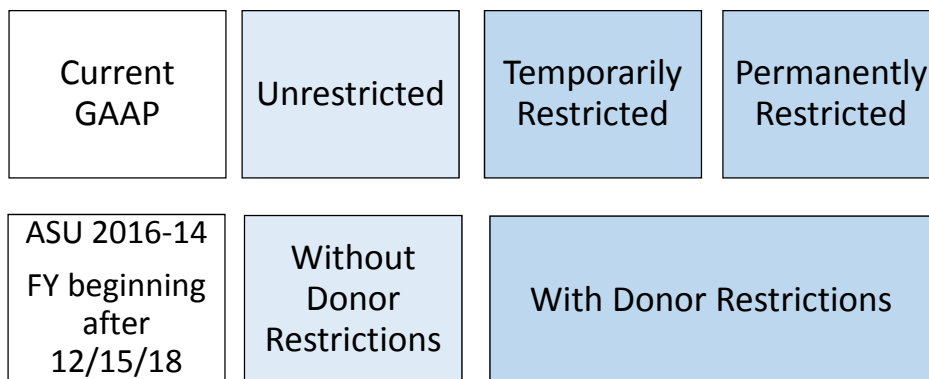 Current
GAAP
Unrestricted
Temporarily
Restricted
Permanently
Restricted
ASU 2016-14
FY beginning
after
12/15/18
Without
Donor
Restrictions
With Donor Restrictions